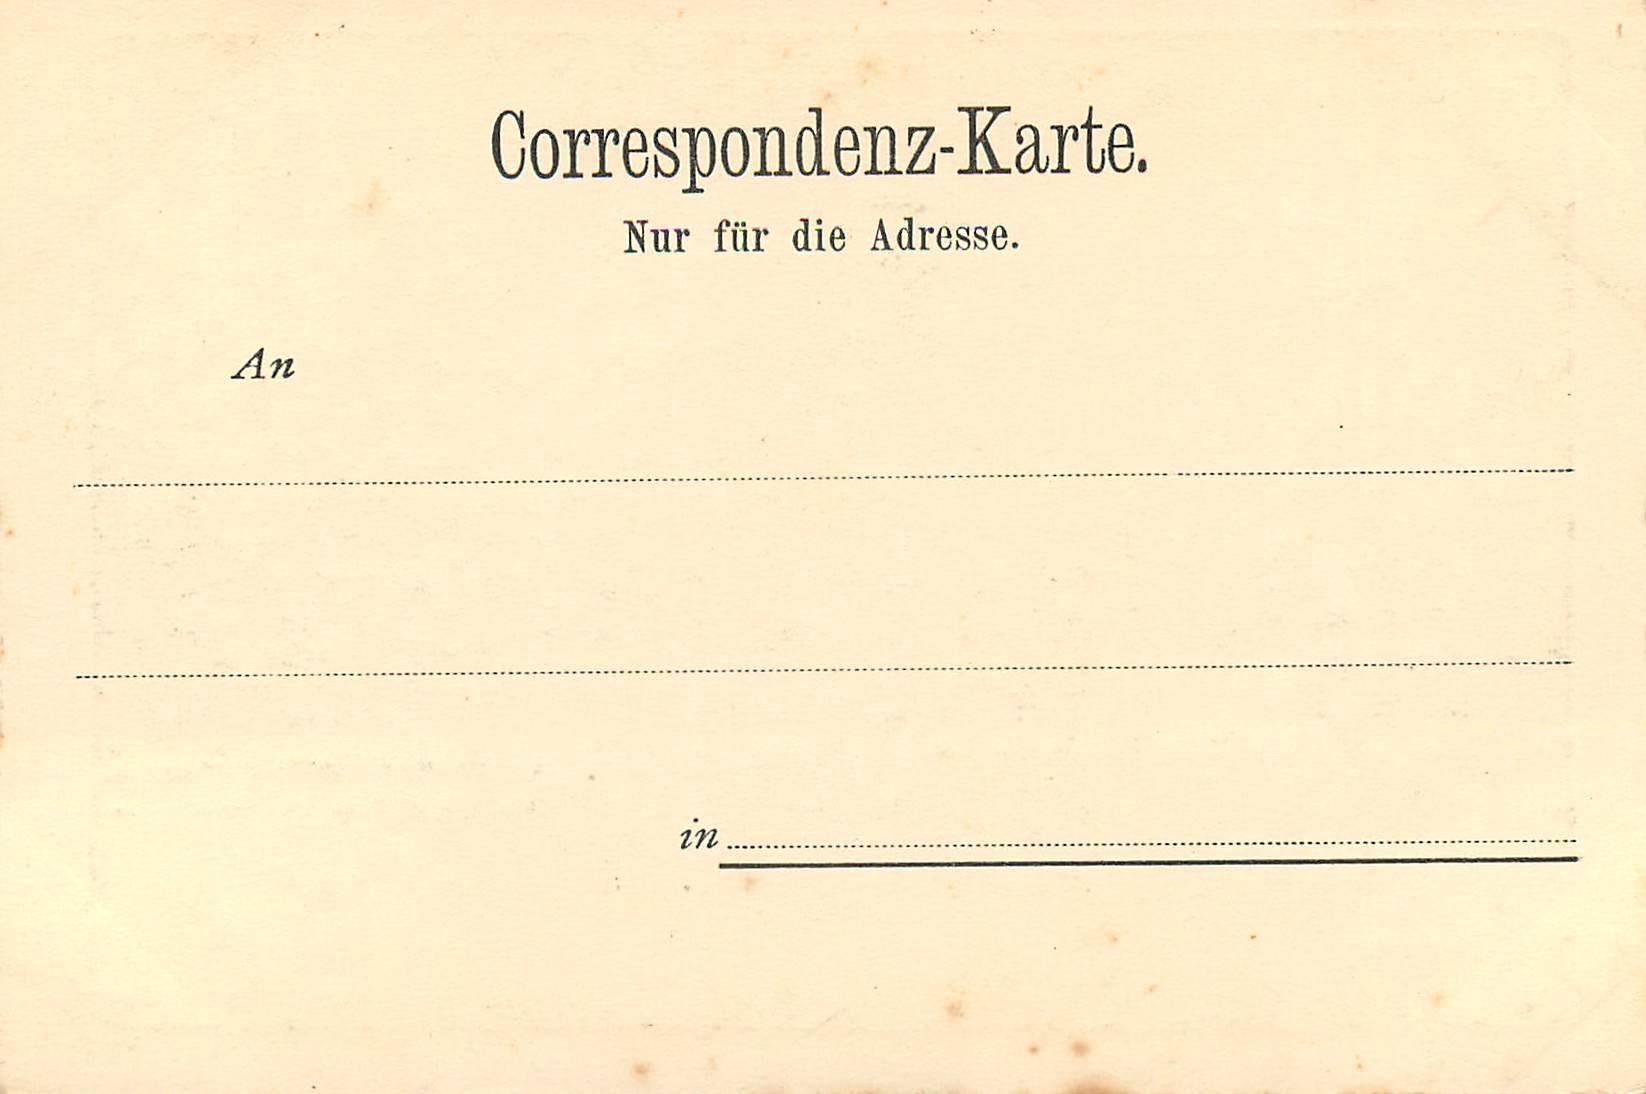 Correspondenz-Karte.
Nur für die Adresse.
An
in